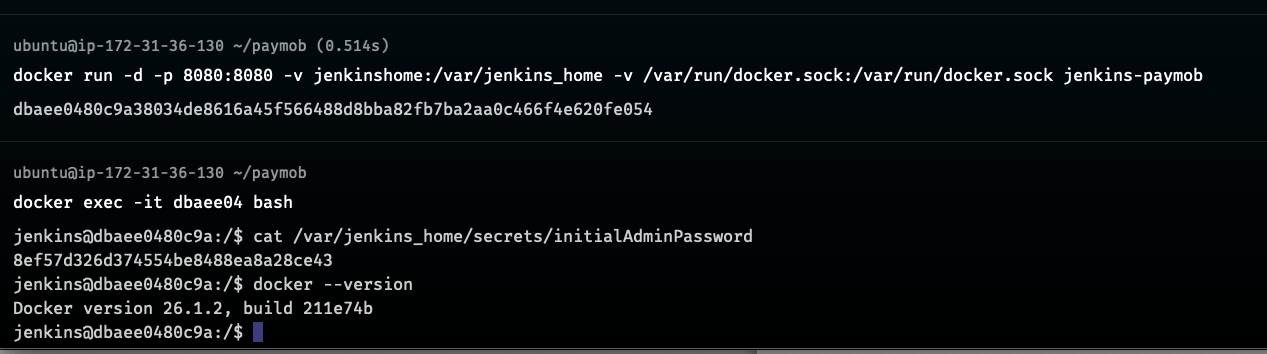 ubuntu@ip-172-31-36-130 ~/paymob (0.514s)
docker run -d -p 8080:8080 -v jenkinshome:/var/jenkins_home -v /var/run/docker.sock:/var/run/docker.sock jenkins-paymob
dbaee0480c9a38034de8616a45f566488d8bba82fb7ba2aa0c466f4e620fe054
ubuntu@ip-172-31-36-130 ~/paymob
docker exec -it dbaee04 bash
jenkins@dbaee0480c9a:/$ cat /var/jenkins_home/secrets/initialAdminPassword
8ef57d326d374554be8488ea8a28ce43
jenkins@dbaee0480c9a:/$ docker --version
Docker version 26.1.2, build 211e74b
jenkins@dbaee0480c9a:/$